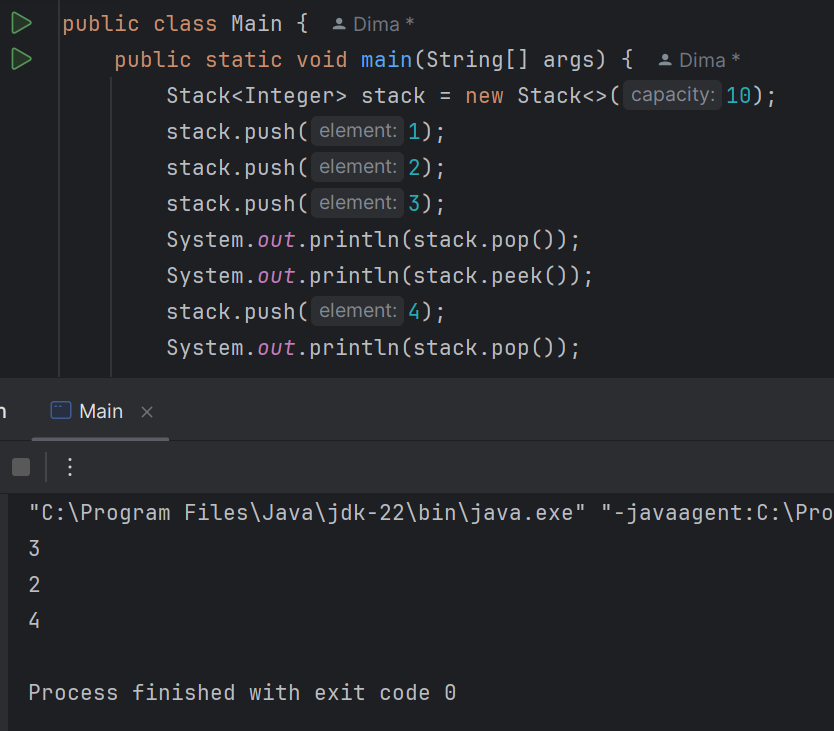 public class Main { Dima *
public static void main(String[] args) { Dima *
Stack<Integer> stack = new Stack<>( capacity: 10);
stack.push( element: 1);
stack.push( element: 2);
stack.push( element: 3);
System.out.println(stack.pop());
System.out.println(stack.peek());
stack.push( element: 4);
System.out.println(stack.pop());
Main
"C:\Program Files\Java\jdk-22\bin\java.exe" "-javaagent:C:\Pro
3
2
4
Process finished with exit code 0